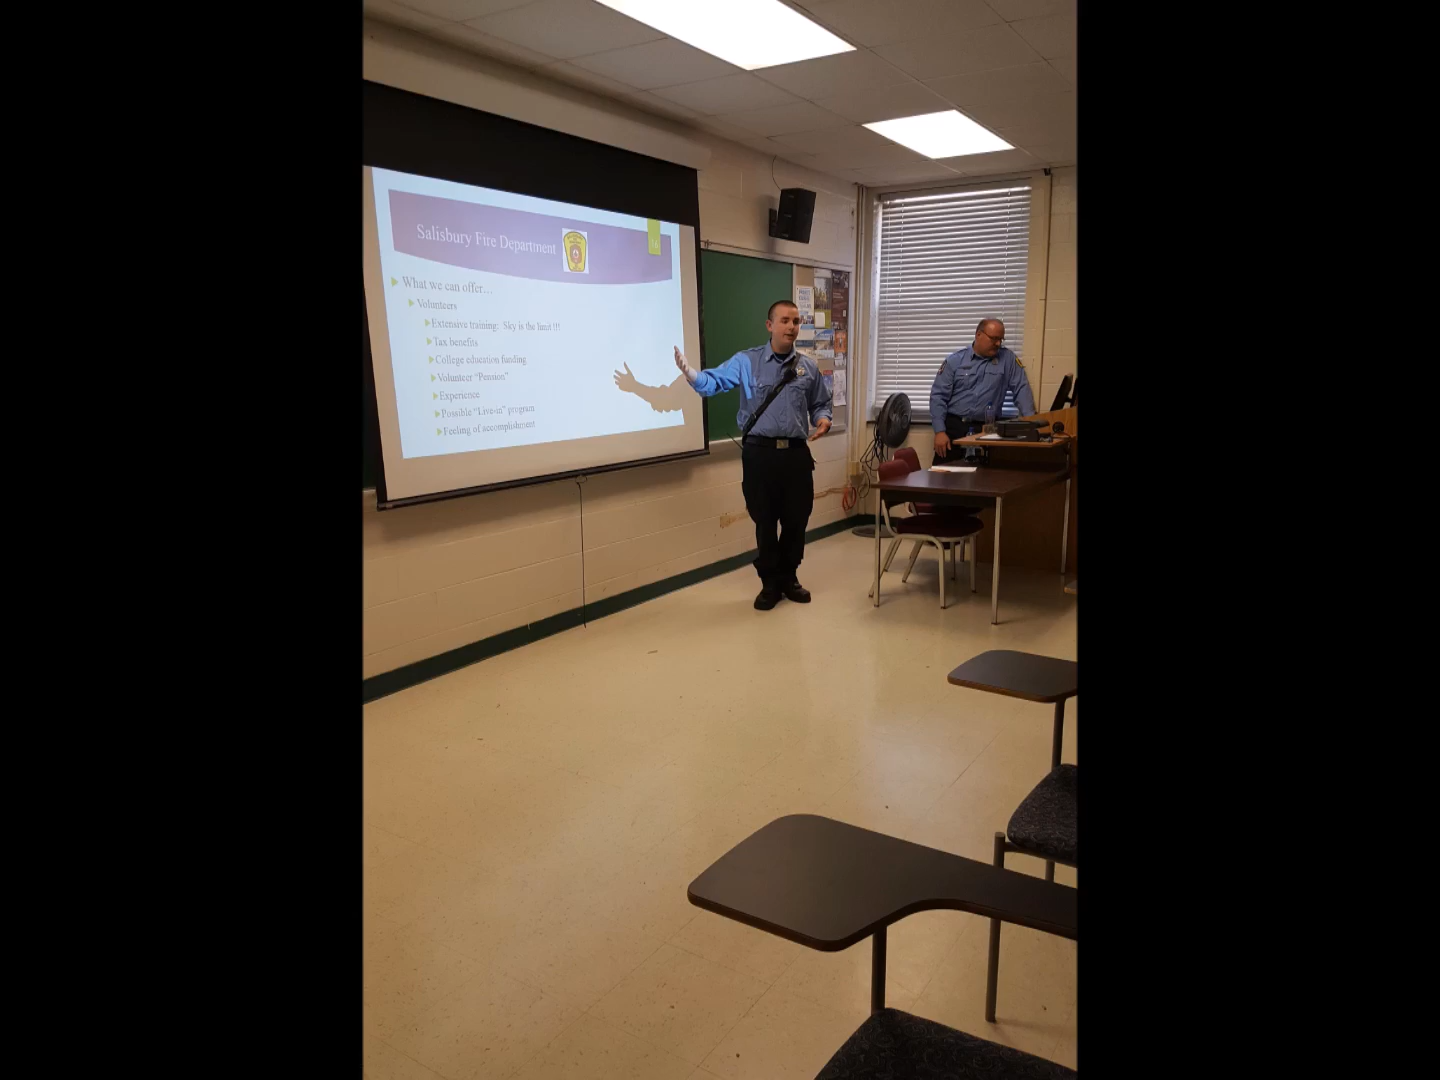 Salisbury Fire Department
16
What we can offer…
Volunteers
Extensive training: Sky is the limit !!!
Tax benefits
College education funding
Volunteer "Pension"
Experience
Possible "Live-in" program
Feeling of accomplishment